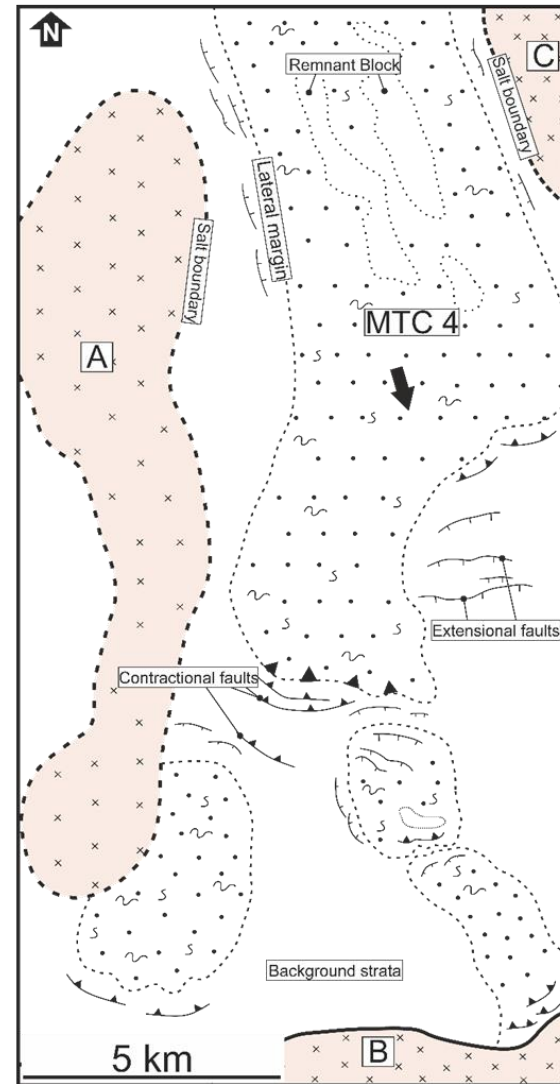 N
C
Remnant Block
Salt boundary
Lateral margin
Salt boundary
MTC 4
A
Extensional faults
Contractional faults
Background strata
5 km
B